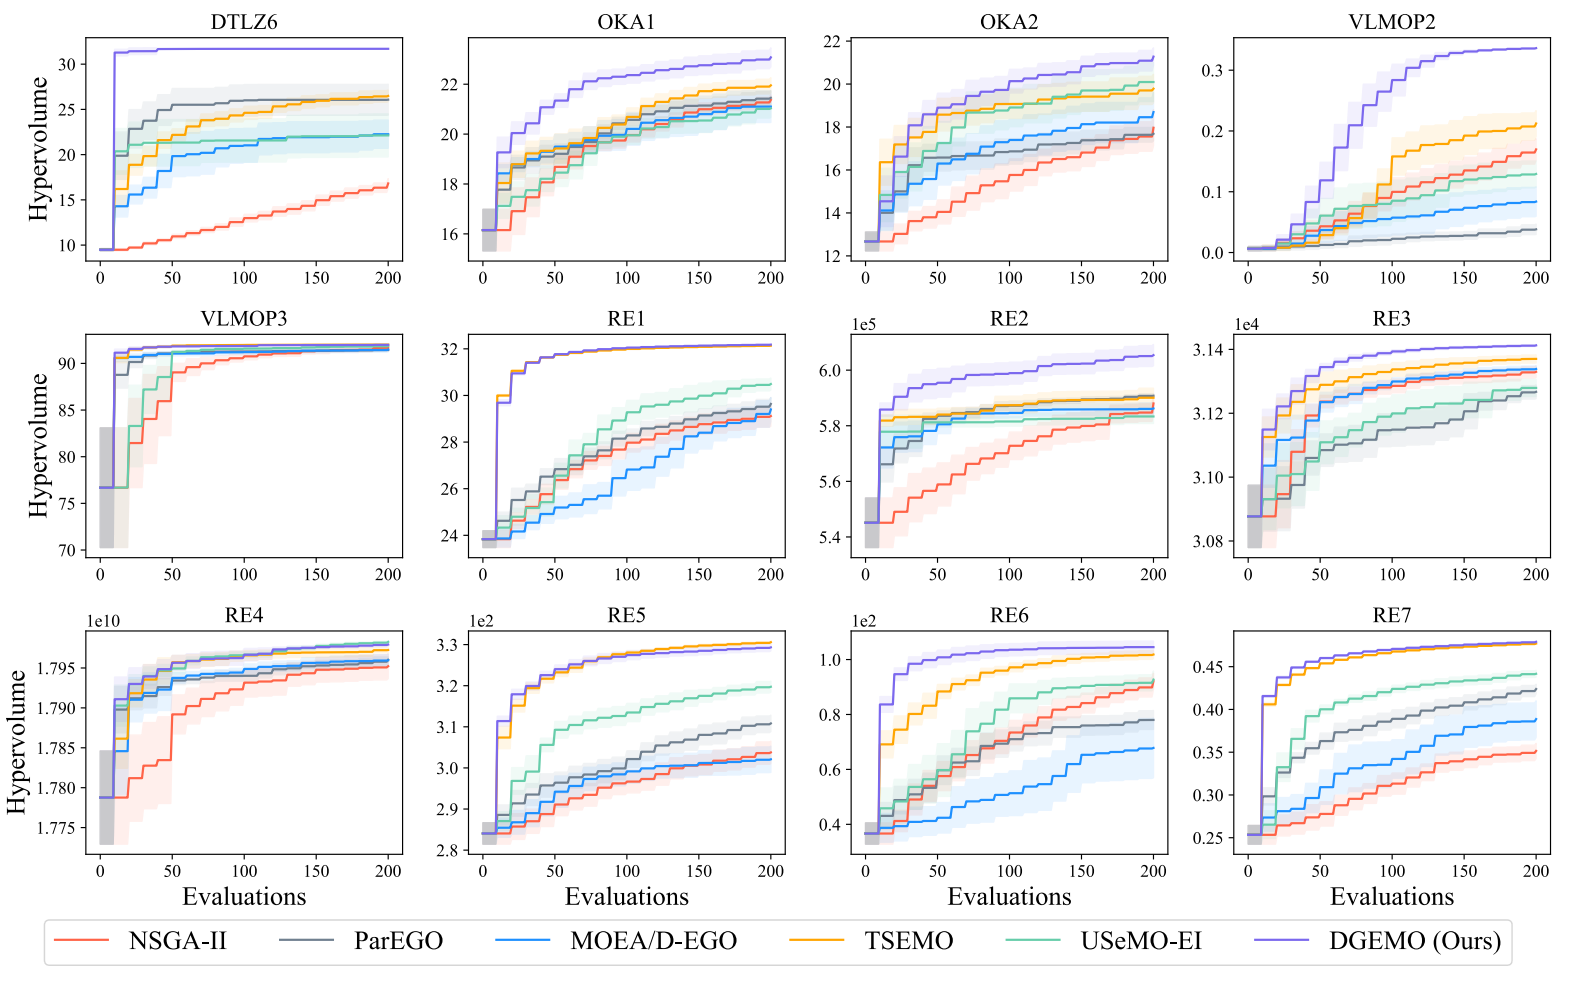 DTLZ6 OKA1 OKA2 VLMOP2
Hypervolume
30
25
20
15
10
0 50 100 150 200
22
20
18
16
0 50 100 150 200
22
20
18
16
14
12
0 50 100 150 200
0.3
0.2
0.1
0.0
0 50 100 150 200
VLMOP3 RE1 RE2 RE3
Hypervolume
90
85
80
75
70
0 50 100 150 200
32
30
28
26
24
0 50 100 150 200
1e5
6.0
5.8
5.6
5.4
0 50 100 150 200
1e4
3.14
3.12
3.10
3.08
0 50 100 150 200
RE4 RE5 RE6 RE7
Hypervolume
1e10
1.795
1.790
1.785
1.780
1.775
0 50 100 150 200
Evaluations
1e2
3.3
3.2
3.1
3.0
2.9
2.8
0 50 100 150 200
Evaluations
1e2
1.0
0.8
0.6
0.4
0 50 100 150 200
Evaluations
0.45
0.40
0.35
0.30
0.25
0 50 100 150 200
Evaluations
NSGA-II ParEGO MOEA/D-EGO TSEMO USeMO-EI DGEMO (Ours)